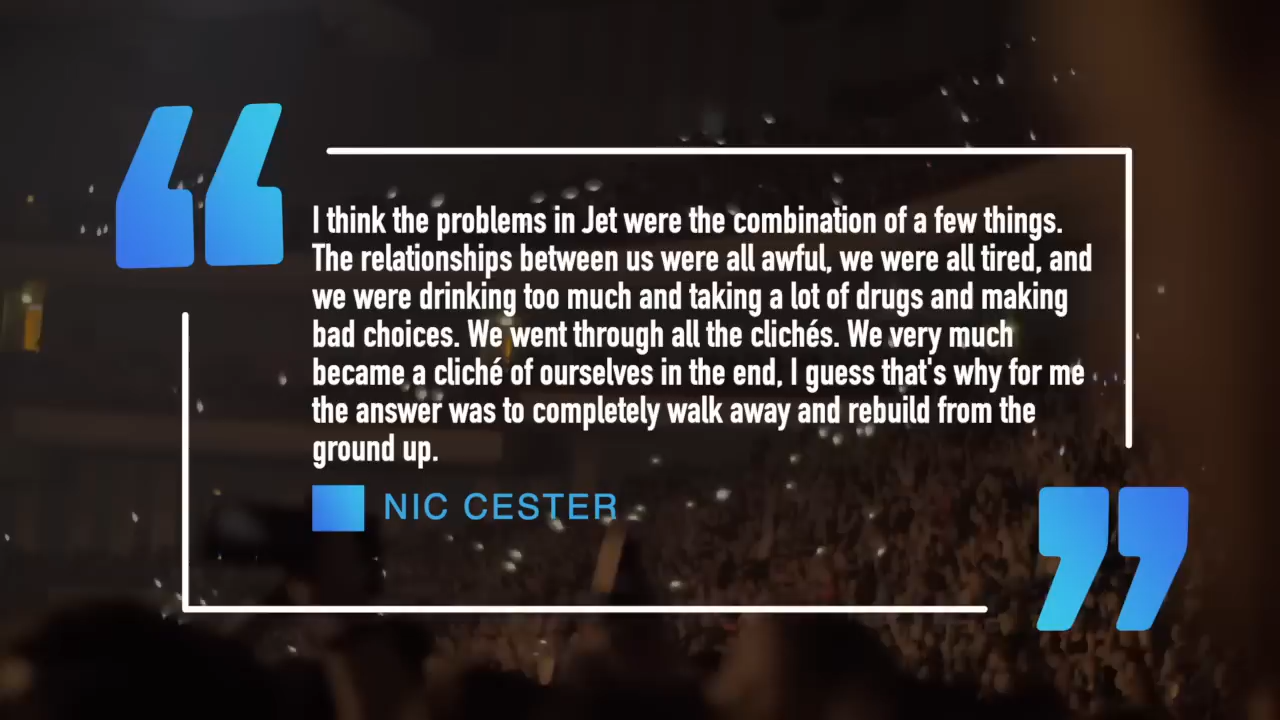 I think the problems in Jet were the combination of a few things.
The relationships between us were all awful, we were all tired, and
we were drinking too much and taking a lot of drugs and making
bad choices. We went through all the clichés. We very much
became a cliché of ourselves in the end, I guess that's why for me
the answer was to completely walk away and rebuild from the
ground up.
NIC CESTER